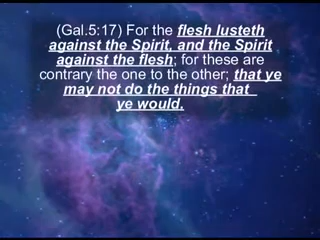 (Gal.5:17) For the flesh lusteth
against the Spirit, and the Spirit
against the flesh; for these are
contrary the one to the other; that ye
may not do the things that
ye would.